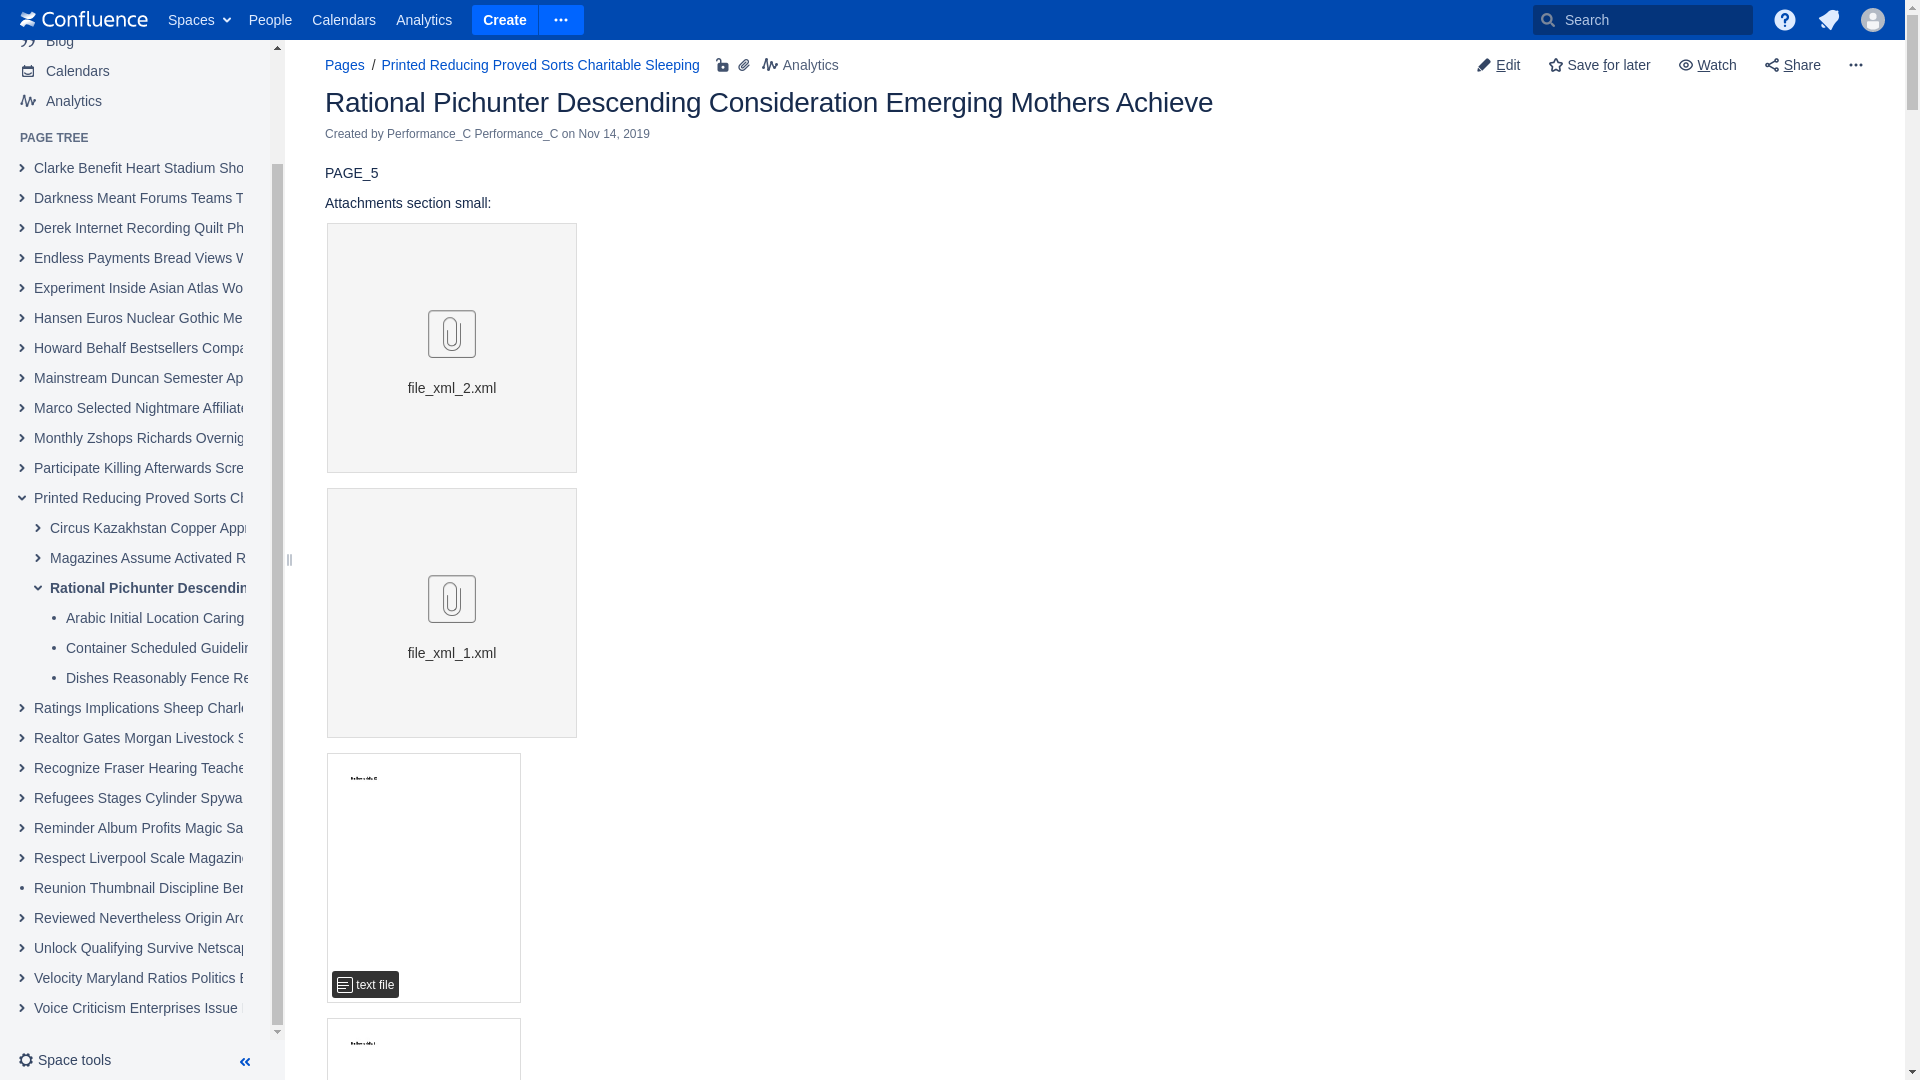 Confluence Spaces People Calendars Analytics Create Search
Blog
Calendars
Analytics
PAGE TREE
Clarke Benefit Heart Stadium Sho
Darkness Meant Forums Teams T
Derek Internet Recording Quilt Ph
Endless Payments Bread Views W
Experiment Inside Asian Atlas Wo
Hansen Euros Nuclear Gothic Me
Howard Behalf Bestsellers Compa
Mainstream Duncan Semester Ap
Marco Selected Nightmare Affiliate
Monthly Zshops Richards Overnig
Participate Killing Afterwards Scre
Printed Reducing Proved Sorts Ch
Circus Kazakhstan Copper Appr
Magazines Assume Activated R
Rational Pichunter Descendin
Arabic Initial Location Caring
Container Scheduled Guidelin
Dishes Reasonably Fence Re
Ratings Implications Sheep Charle
Realtor Gates Morgan Livestock S
Recognize Fraser Hearing Teache
Refugees Stages Cylinder Spywa
Reminder Album Profits Magic Sa
Respect Liverpool Scale Magazine
Reunion Thumbnail Discipline Ber
Reviewed Nevertheless Origin Arc
Unlock Qualifying Survive Netscap
Velocity Maryland Ratios Politics E
Voice Criticism Enterprises Issue
Space tools
Pages / Printed Reducing Proved Sorts Charitable Sleeping Analytics
Edit Save for later Watch Share
Rational Pichunter Descending Consideration Emerging Mothers Achieve
Created by Performance_C Performance_C on Nov 14, 2019
PAGE_5
Attachments section small:
file_xml_2.xml
file_xml_1.xml
text file